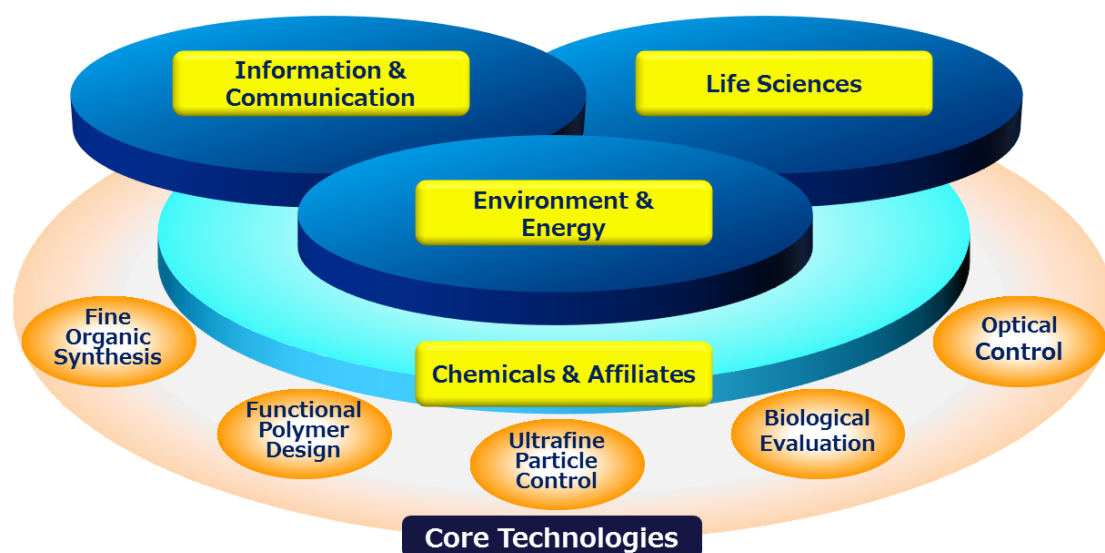 Information &
Communication
Life Sciences
Environment &
Energy
Chemicals & Affiliates
Fine
Organic
Synthesis
Functional
Polymer
Design
Ultrafine
Particle
Control
Biological
Evaluation
Optical
Control
Core Technologies